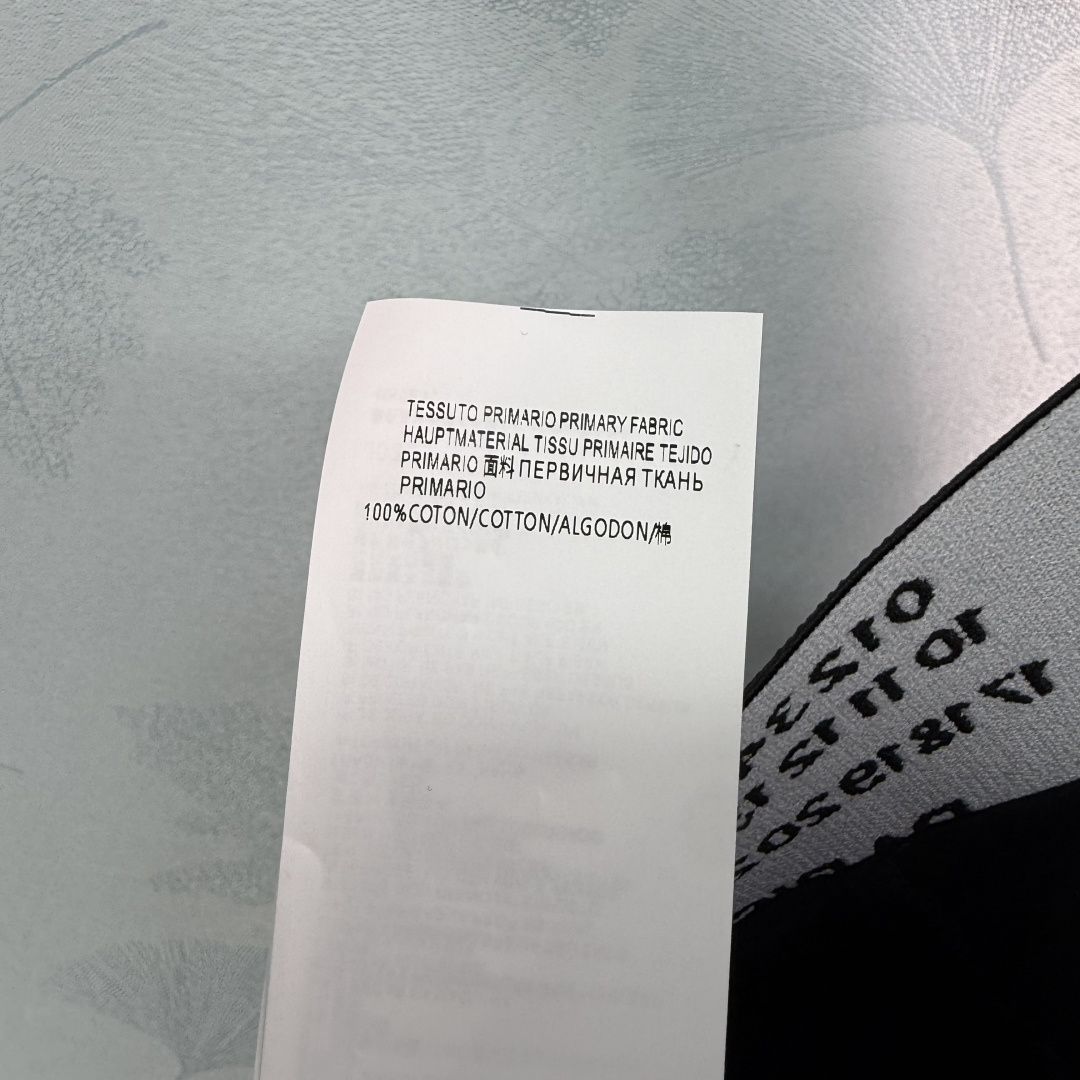 TESSUTO PRIMARIO PRIMARY FABRIC
HAUPTMATERIAL TISSU PRIMAIRE TEJIDO
PRIMARIO 面料 ПЕРВИЧНАЯ ТКАНЬ
PRIMARIO
100%COTON/COTTON/ALGODON/棉